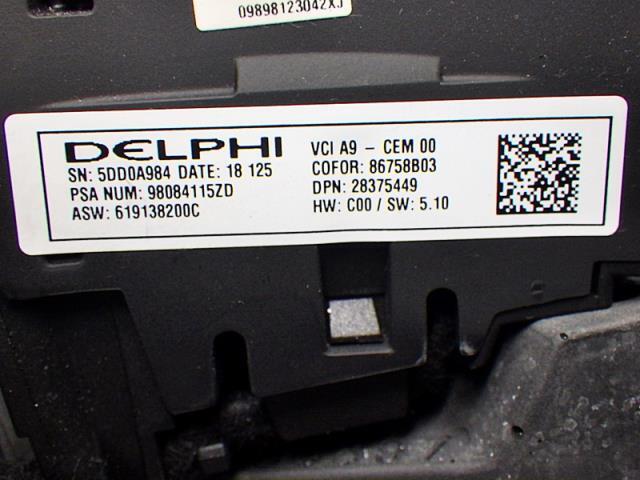 09898123042XJ
DELPHI
SN: 5DD0A984 DATE: 18 125
PSA NUM: 98084115ZD
ASW: 619138200C
VCI A9 - CEM 00
COFOR: 86758B03
DPN: 28375449
HW: C00 / SW: 5.10